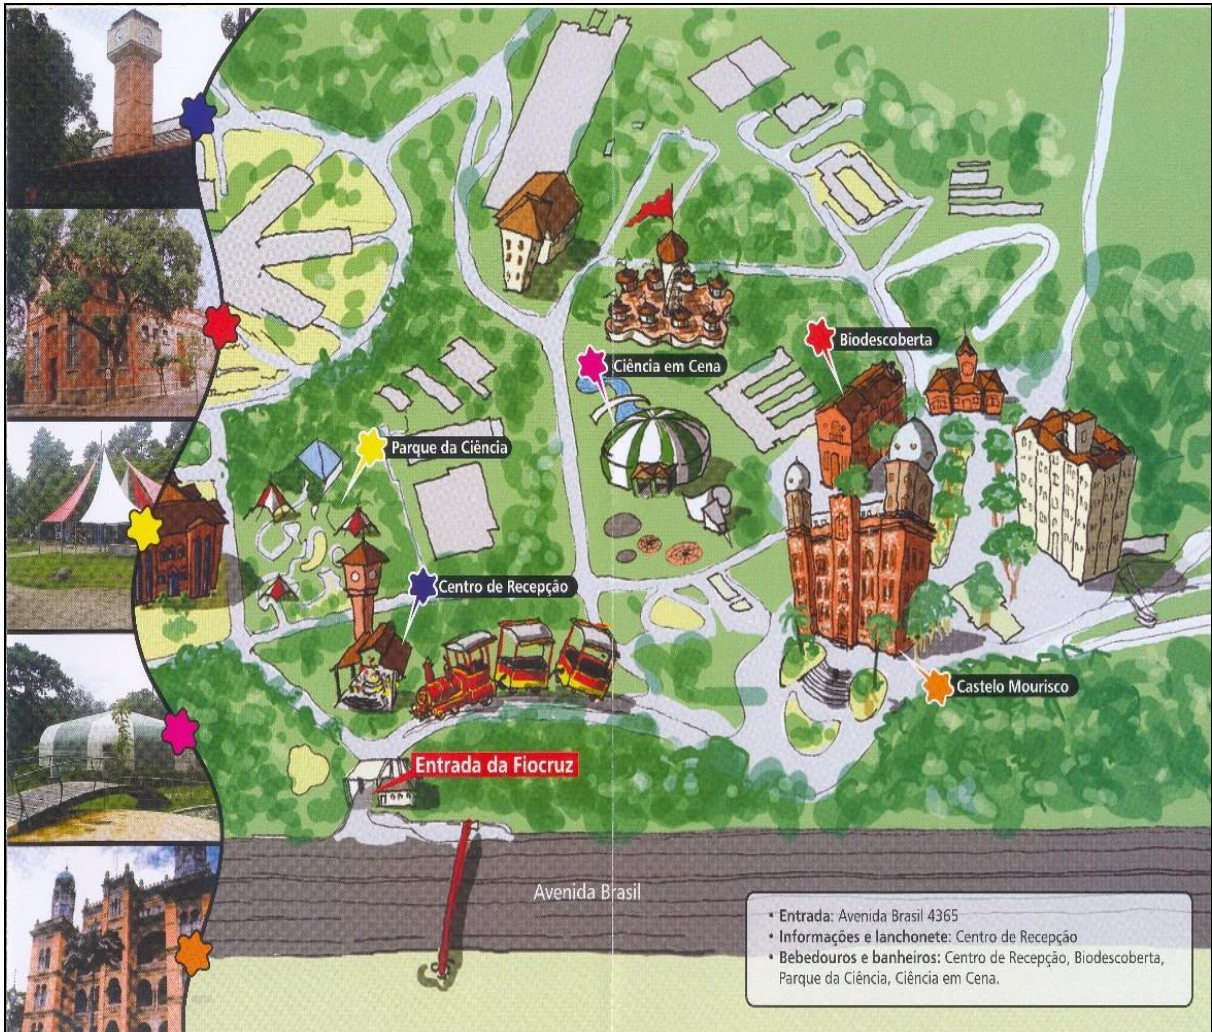 Biodescoberta
Ciência em Cena
Parque da Ciência
Centro de Recepção
Castelo Mourisco
Entrada da Fiocruz
Avenida Brasil
• Entrada: Avenida Brasil 4365
• Informações e lanchonete: Centro de Recepção
• Bebedouros e banheiros: Centro de Recepção, Biodescoberta,
Parque da Ciência, Ciência em Cena.